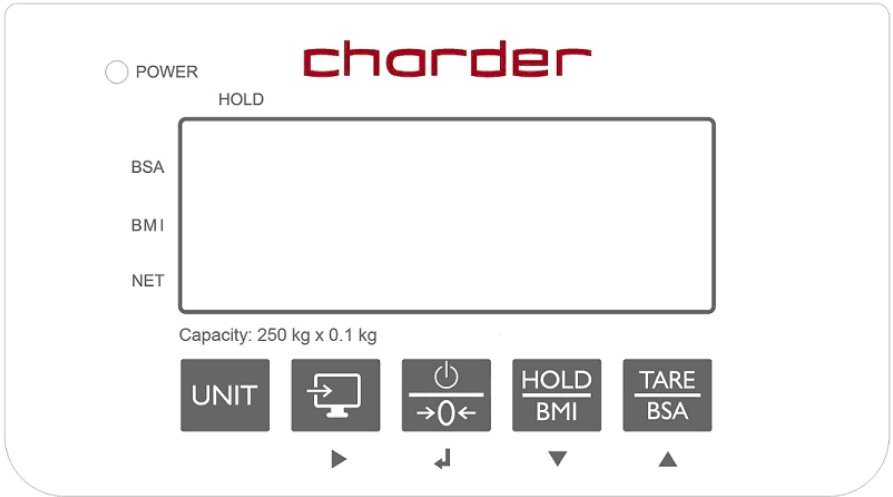 charder
POWER
HOLD
BSA
BMI
NET
Capacity: 250 kg x 0.1 kg
UNIT
→0←
HOLD
BMI
TARE
BSA